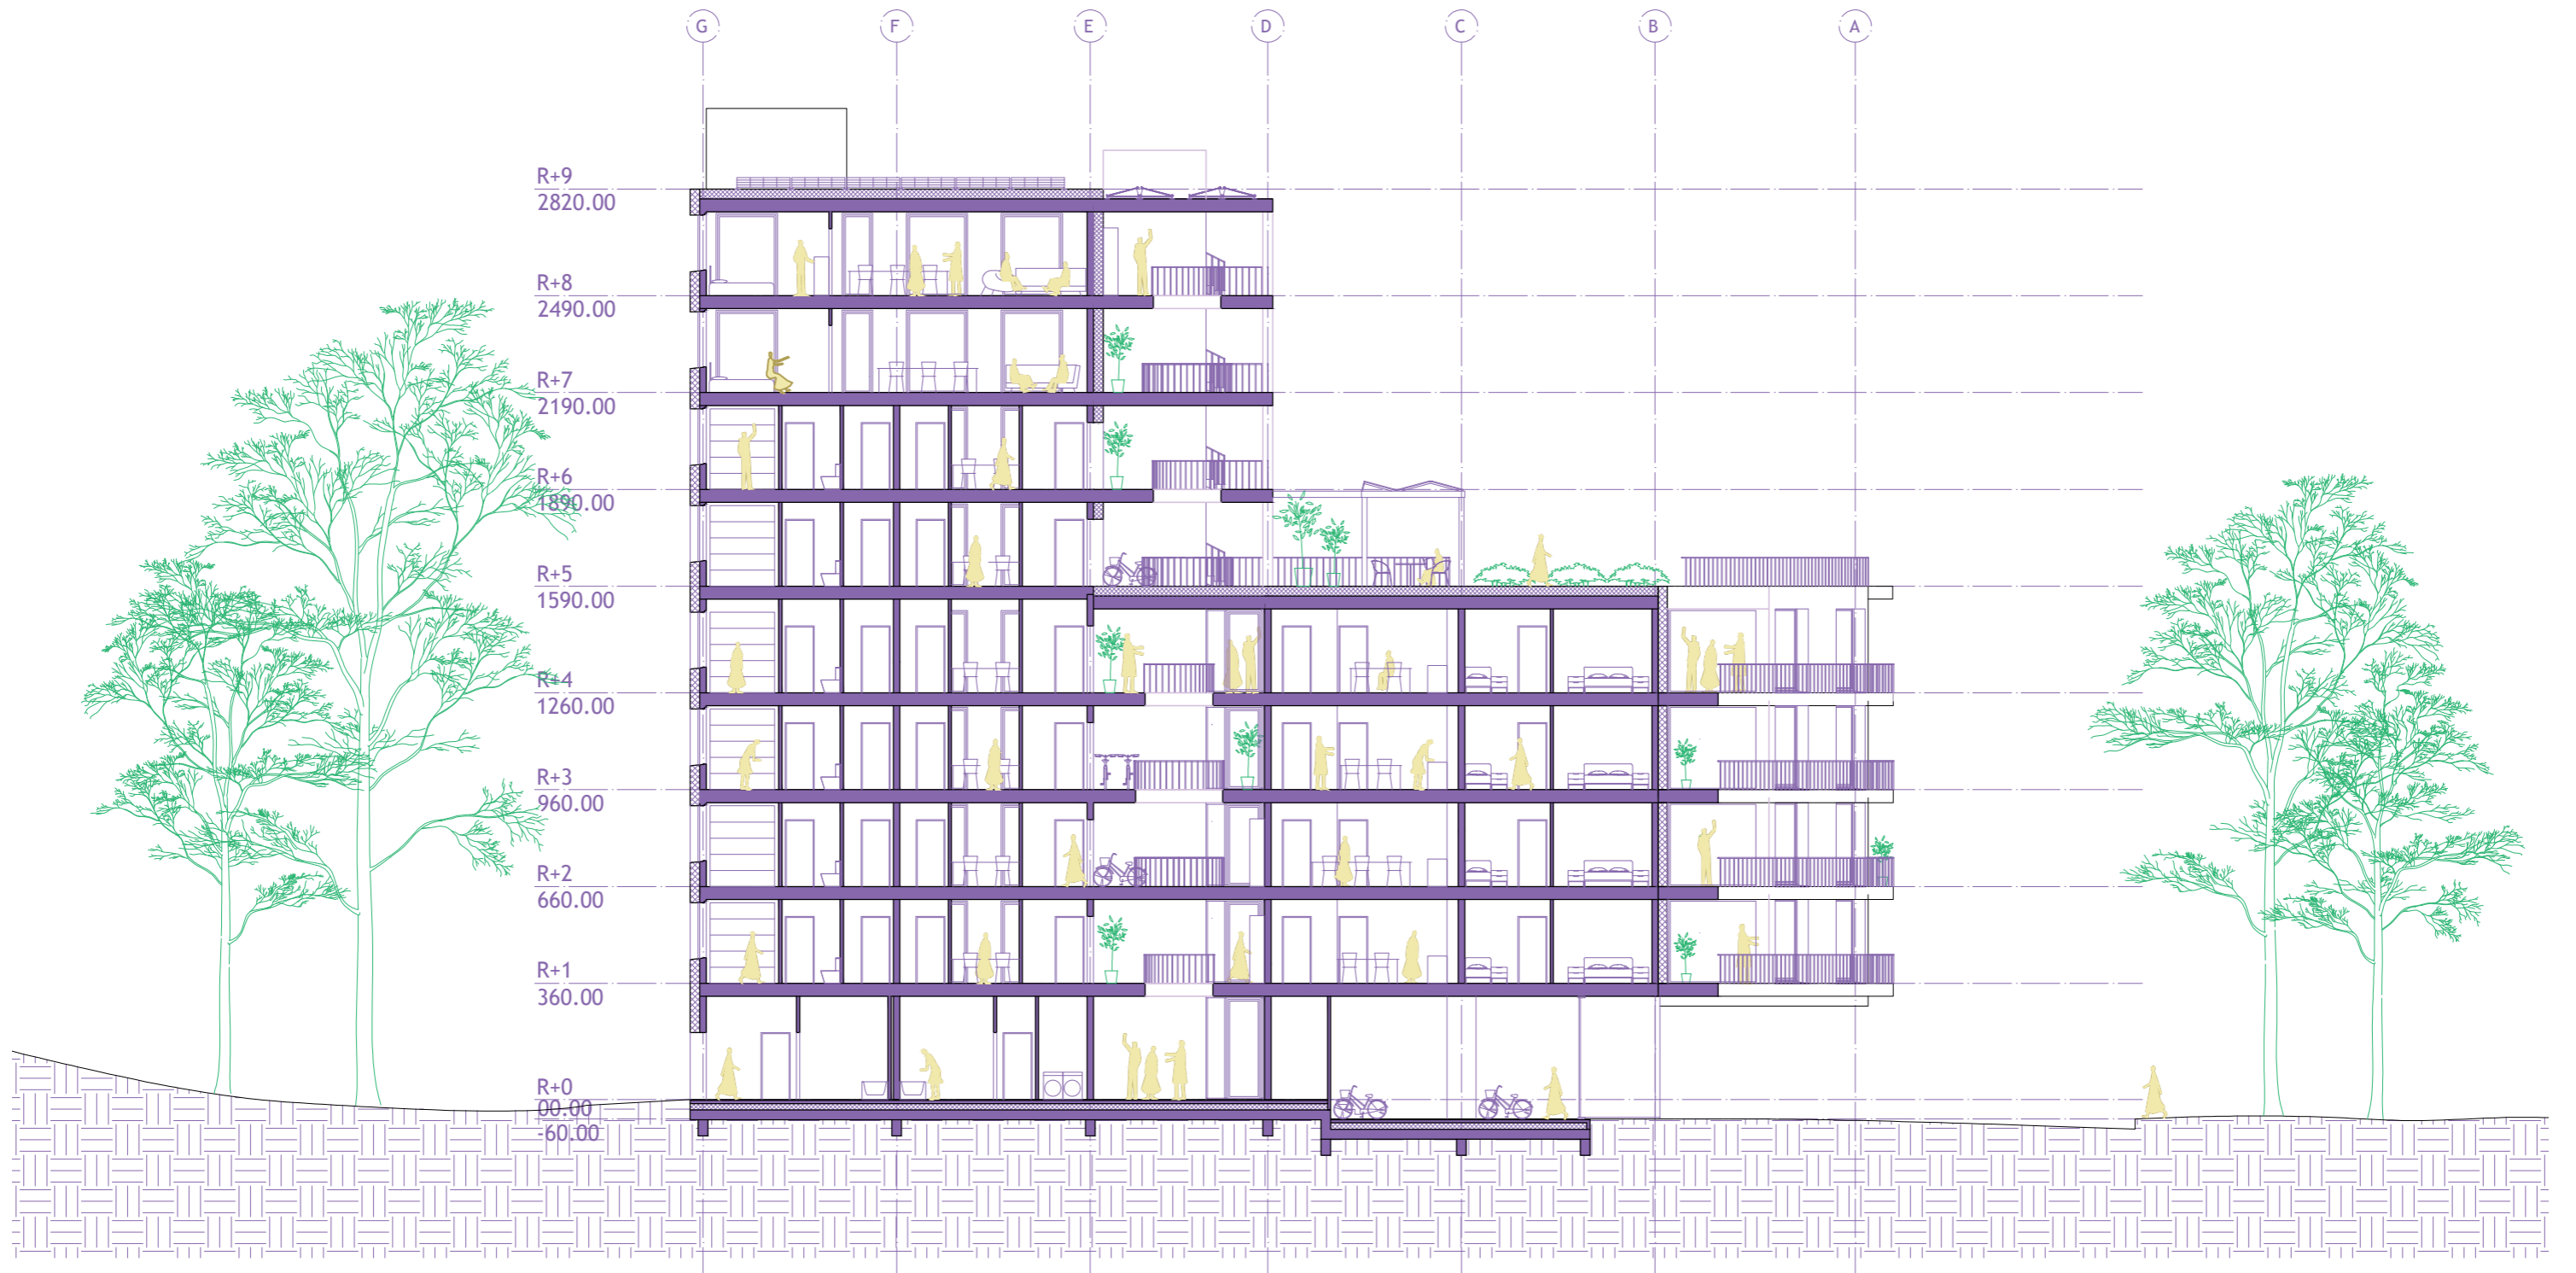 G F E D C B A
R+9
2820.00
R+8
2490.00
R+7
2190.00
R+6
1890.00
R+5
1590.00
R+4
1260.00
R+3
960.00
R+2
660.00
R+1
360.00
R+0
00.00
-60.00